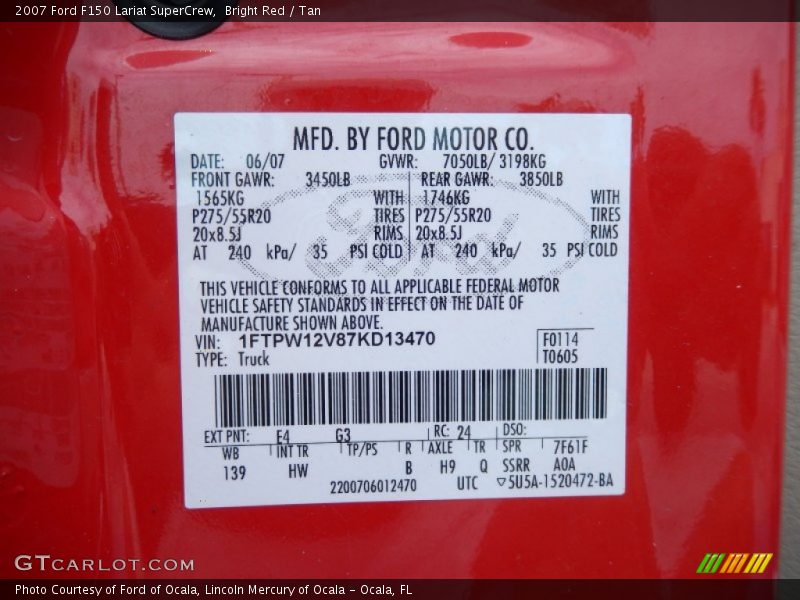 2007 Ford F150 Lariat SuperCrew, Bright Red / Tan
MFD. BY FORD MOTOR CO.
DATE: 06/07 GVWR: 7050LB/ 3198KG
FRONT GAWR: 3450LB REAR GAWR: 3850LB
1565KG WITH 1746KG WITH
P275/55R20 TIRES P275/55R20 TIRES
20x8.5J RIMS 20x8.5J RIMS
AT 240 kPa/ 35 PSI COLD AT 240 kPa/ 35 PSI COLD
Ford
THIS VEHICLE CONFORMS TO ALL APPLICABLE FEDERAL MOTOR
VEHICLE SAFETY STANDARDS IN EFFECT ON THE DATE OF
MANUFACTURE SHOWN ABOVE.
VIN: 1FTPW12V87KD13470 F0114
TYPE: Truck T0605
EXT PNT: E4 G3 RC: 24 DSO:
WB INT TR TP/PS R AXLE TR SPR 7F61F
139 HW B H9 Q SSRR A0A
2200706012470 UTC ▽5U5A-1520472-BA
GTCARLOT.COM
Photo Courtesy of Ford of Ocala, Lincoln Mercury of Ocala - Ocala, FL